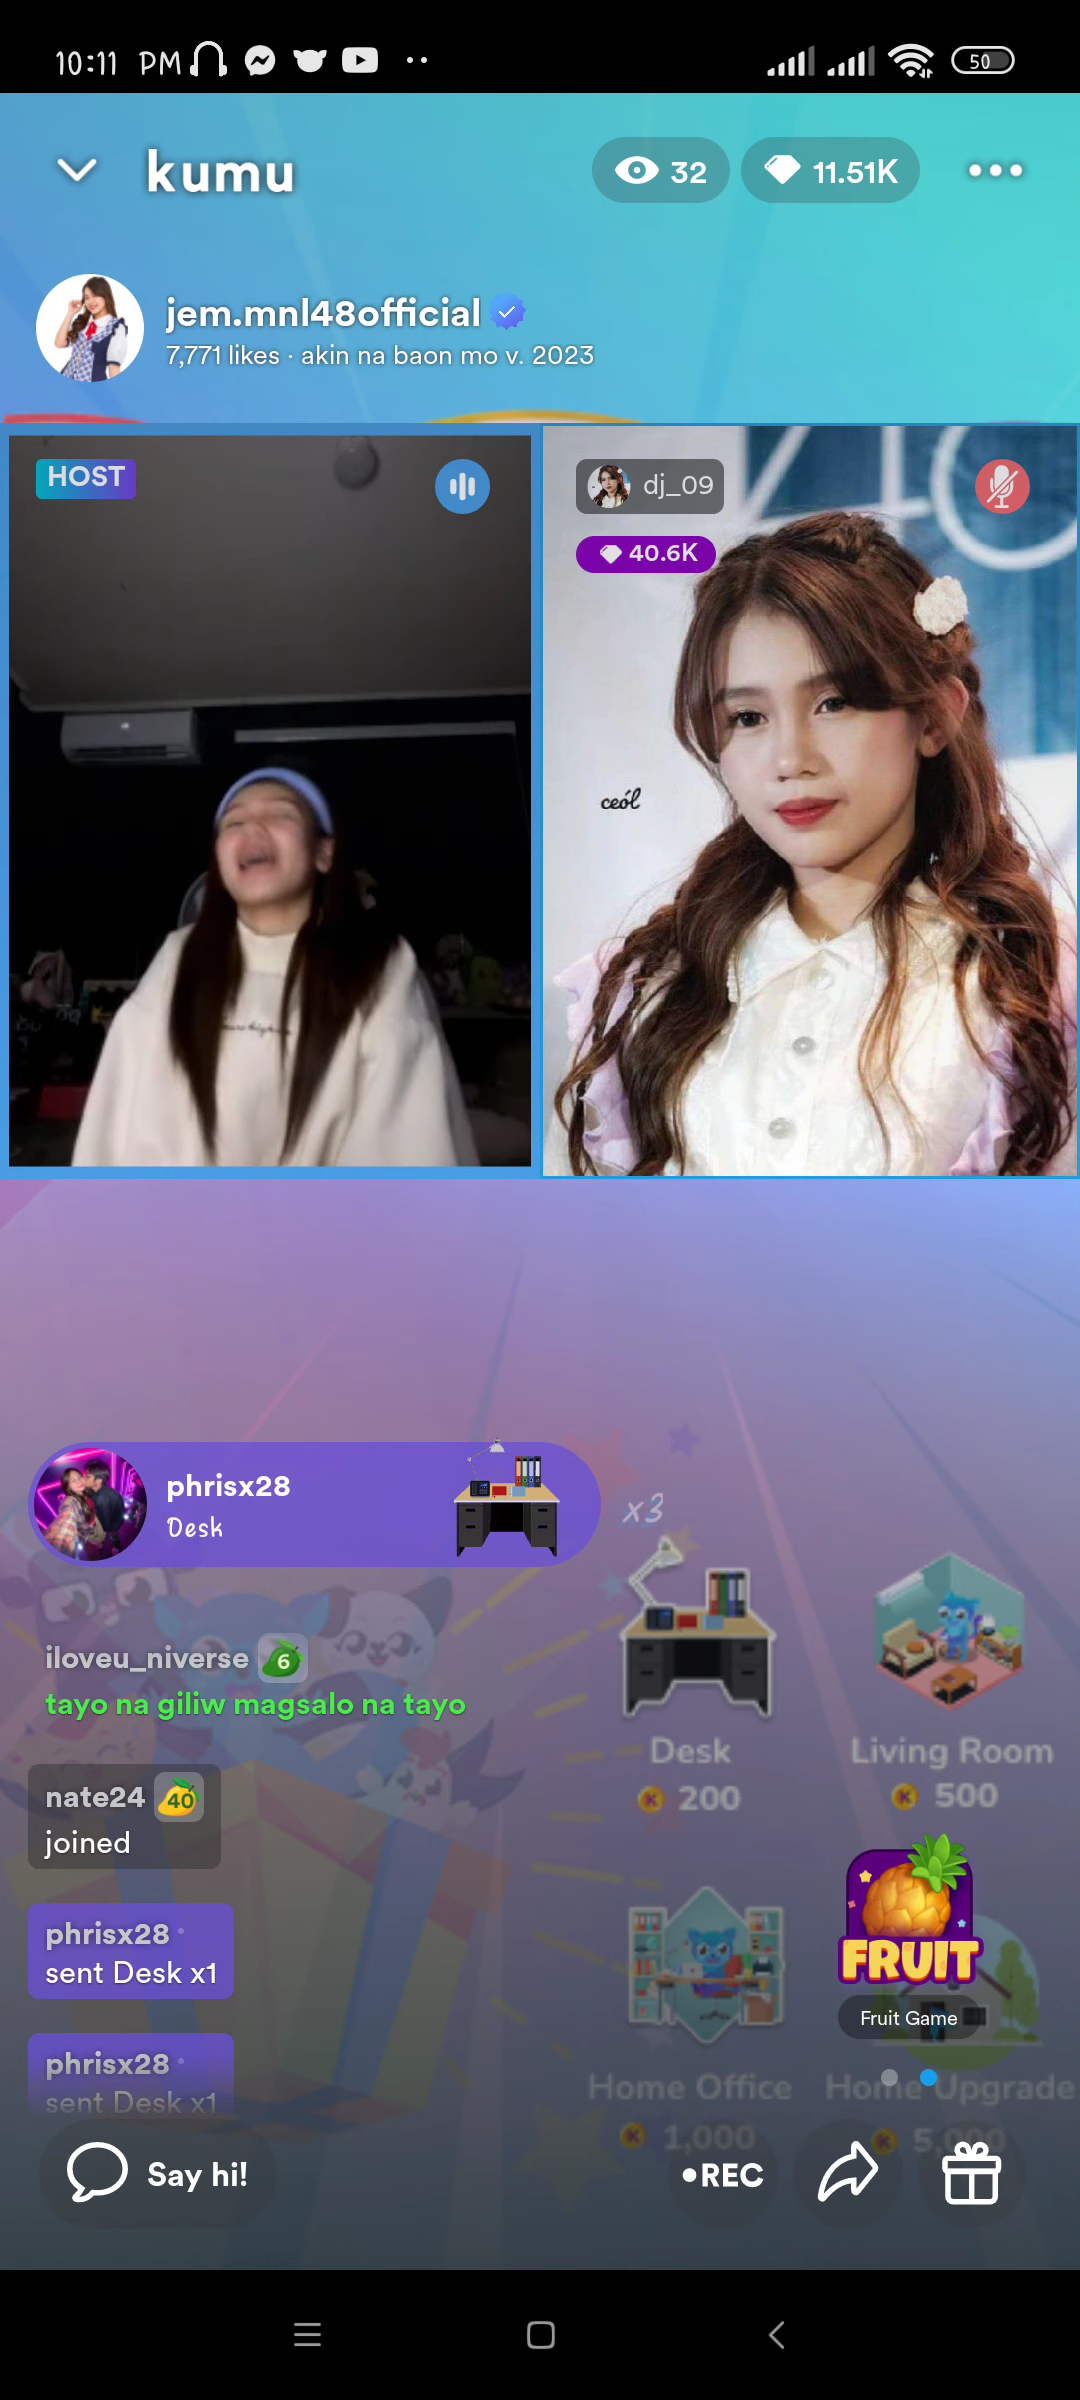 10:11 PM
50
kumu
32
11.51K
jem.mnl48official
7,771 likes · akin na baon mo v. 2023
HOST
dj_09
40.6K
ceól
phrisx28
Desk
x3
iloveu_niverse 6
tayo na giliw magsalo na tayo
nate24 40
joined
phrisx28
sent Desk x1
phrisx28
sent Desk x1
Desk
200
Living Room
500
FRUIT
Fruit Game
Home Office
1,000
Home Upgrade
Say hi!
•REC